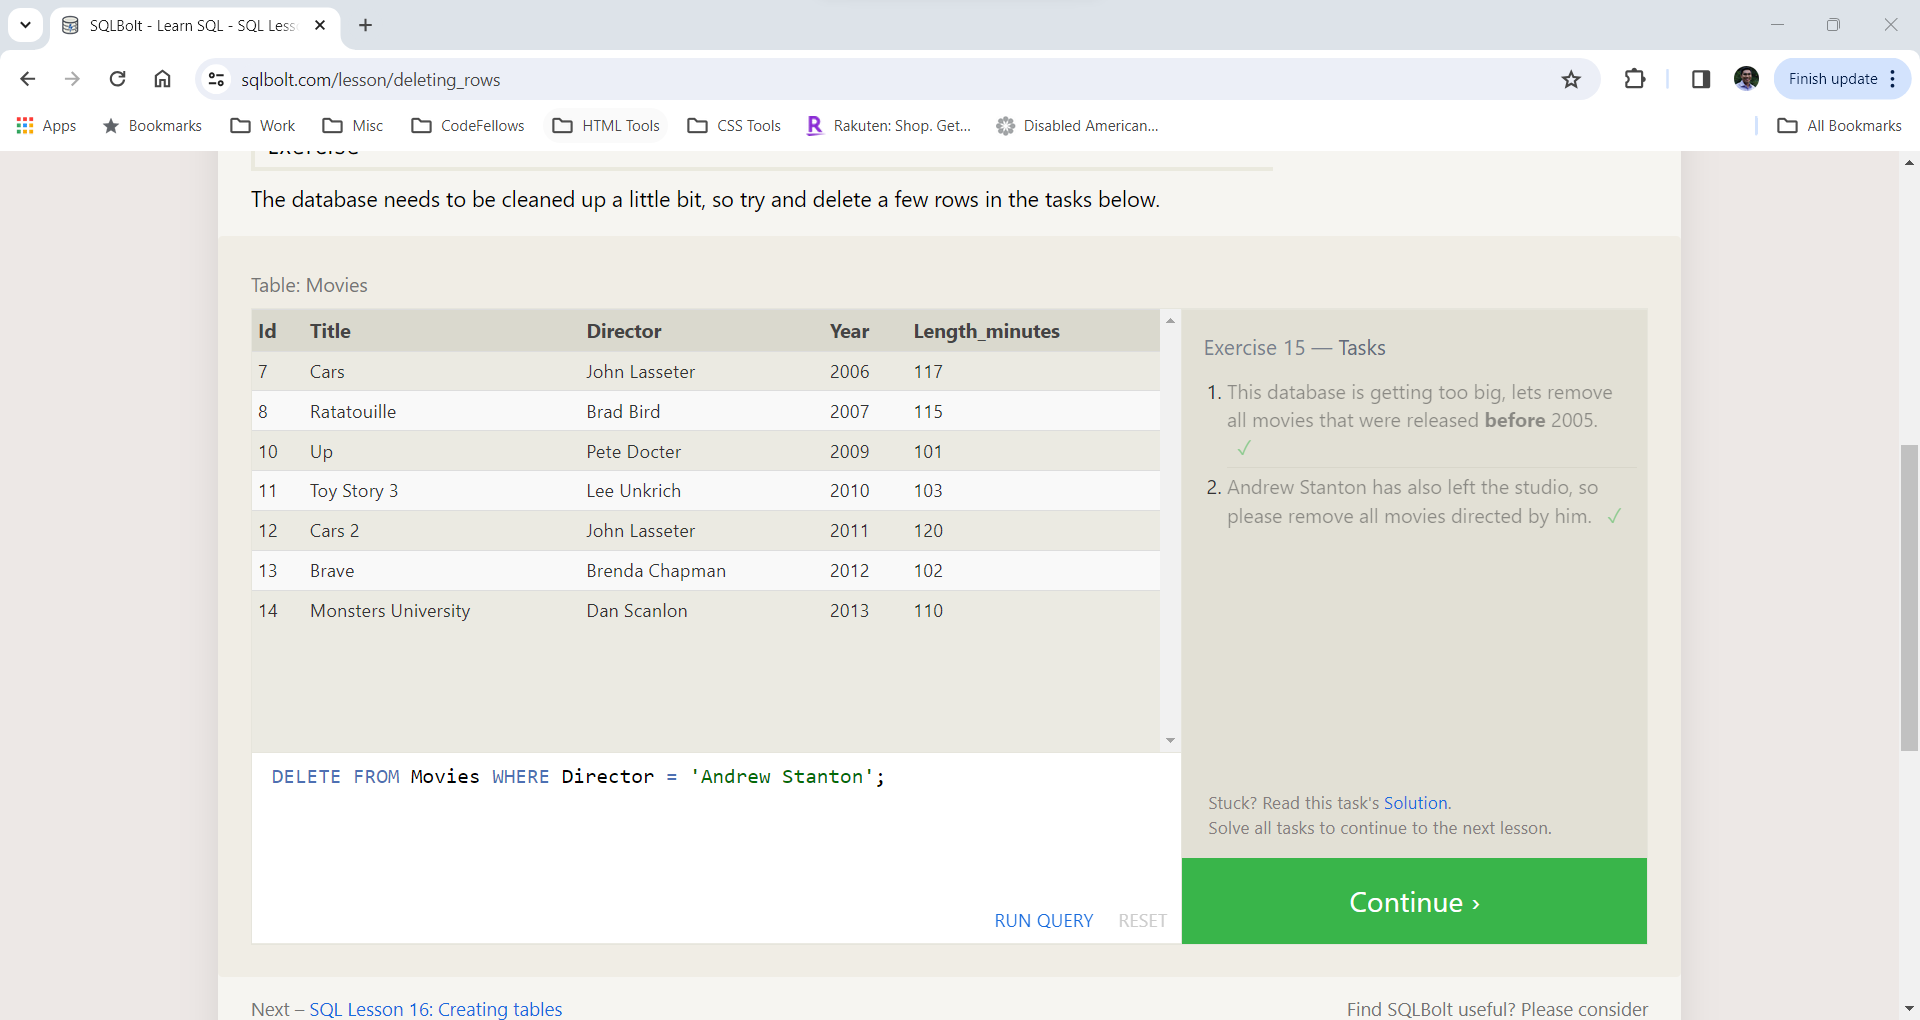 SQLBolt - Learn SQL - SQL Less
sqlbolt.com/lesson/deleting_rows
Finish update
Apps
Bookmarks
Work
Misc
CodeFellows
HTML Tools
CSS Tools
R
Rakuten: Shop. Get...
Disabled American...
All Bookmarks
Exercise
The database needs to be cleaned up a little bit, so try and delete a few rows in the tasks below.
Table: Movies
Id Title Director Year Length_minutes
7 Cars John Lasseter 2006 117
8 Ratatouille Brad Bird 2007 115
10 Up Pete Docter 2009 101
11 Toy Story 3 Lee Unkrich 2010 103
12 Cars 2 John Lasseter 2011 120
13 Brave Brenda Chapman 2012 102
14 Monsters University Dan Scanlon 2013 110
DELETE FROM Movies WHERE Director = 'Andrew Stanton';
RUN QUERY RESET
Exercise 15 — Tasks
1. This database is getting too big, lets remove
all movies that were released before 2005.
✓
2. Andrew Stanton has also left the studio, so
please remove all movies directed by him. ✓
Stuck? Read this task's Solution.
Solve all tasks to continue to the next lesson.
Continue ›
Next – SQL Lesson 16: Creating tables
Find SQLBolt useful? Please consider